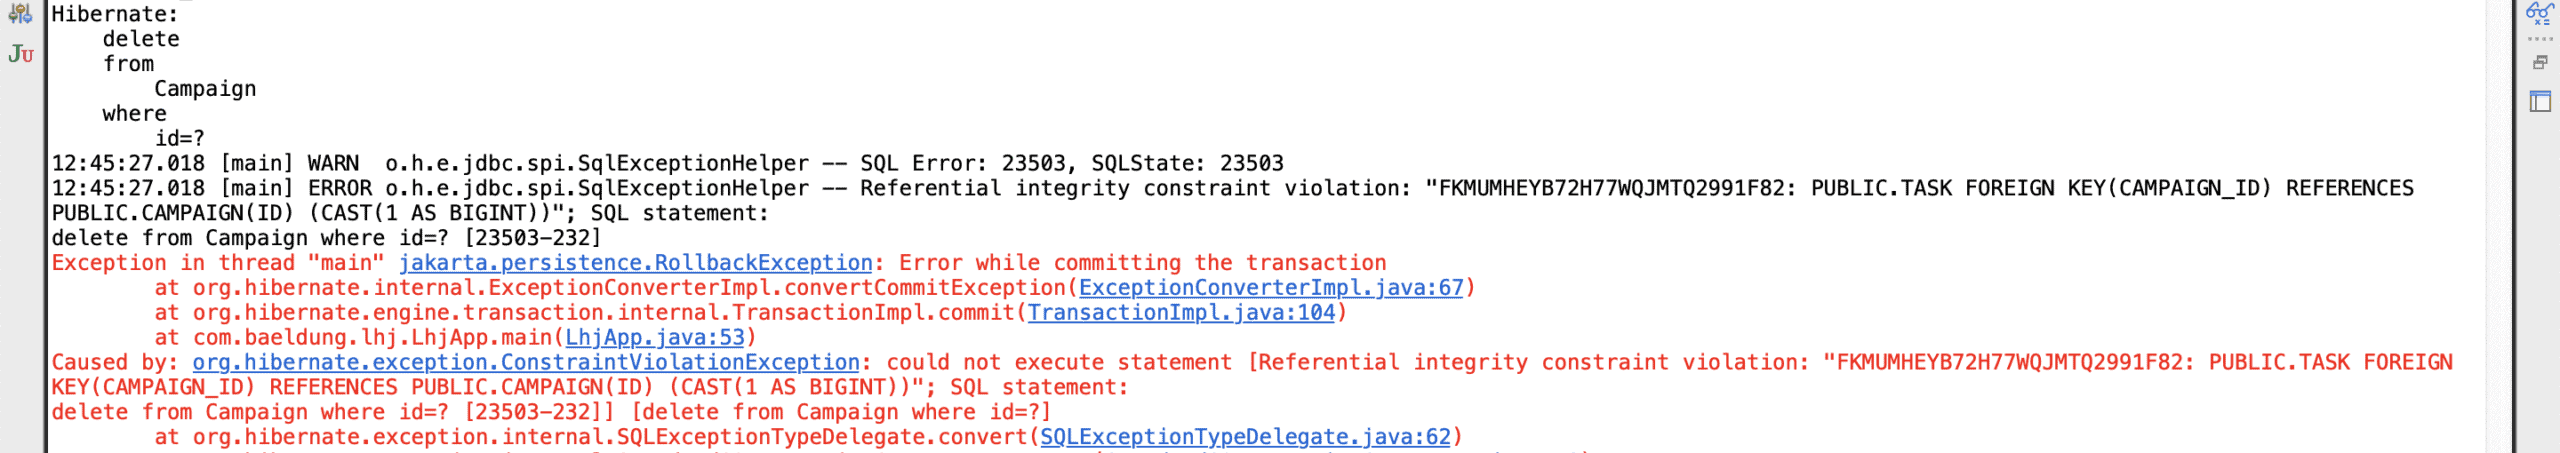 Hibernate:
    delete
    from
        Campaign
    where
        id=?
12:45:27.018 [main] WARN  o.h.e.jdbc.spi.SqlExceptionHelper -- SQL Error: 23503, SQLState: 23503
12:45:27.018 [main] ERROR o.h.e.jdbc.spi.SqlExceptionHelper -- Referential integrity constraint violation: "FKMUMHEYB72H77WQJMTQ2991F82: PUBLIC.TASK FOREIGN KEY(CAMPAIGN_ID) REFERENCES
PUBLIC.CAMPAIGN(ID) (CAST(1 AS BIGINT))"; SQL statement:
delete from Campaign where id=? [23503-232]
Exception in thread "main" jakarta.persistence.RollbackException: Error while committing the transaction
        at org.hibernate.internal.ExceptionConverterImpl.convertCommitException(ExceptionConverterImpl.java:67)
        at org.hibernate.engine.transaction.internal.TransactionImpl.commit(TransactionImpl.java:104)
        at com.baeldung.lhj.LhjApp.main(LhjApp.java:53)
Caused by: org.hibernate.exception.ConstraintViolationException: could not execute statement [Referential integrity constraint violation: "FKMUMHEYB72H77WQJMTQ2991F82: PUBLIC.TASK FOREIGN
KEY(CAMPAIGN_ID) REFERENCES PUBLIC.CAMPAIGN(ID) (CAST(1 AS BIGINT))"; SQL statement:
delete from Campaign where id=? [23503-232]] [delete from Campaign where id=?]
        at org.hibernate.exception.internal.SQLExceptionTypeDelegate.convert(SQLExceptionTypeDelegate.java:62)
JU